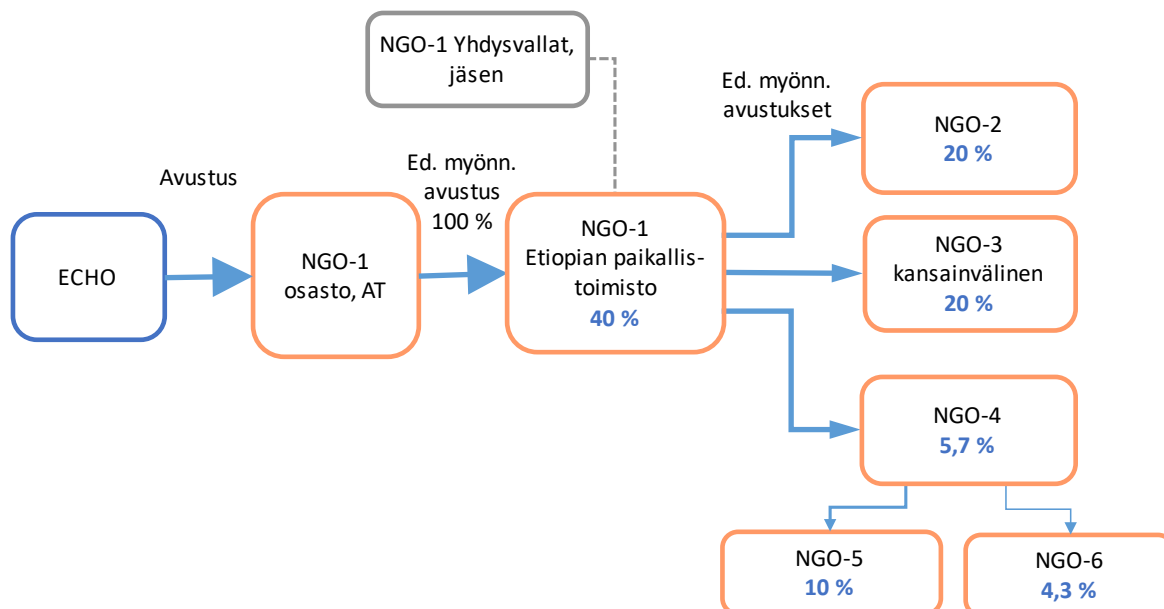 NGO-1 Yhdysvallat,
jäsen
Ed. myönn.
avustukset
NGO-2
20 %
Avustus
Ed. myönn.
avustus
100 %
ECHO
NGO-1
osasto, AT
NGO-1
Etiopian paikallis-
toimisto
40 %
NGO-3
kansainvälinen
20 %
NGO-4
5,7 %
NGO-5
10 %
NGO-6
4,3 %